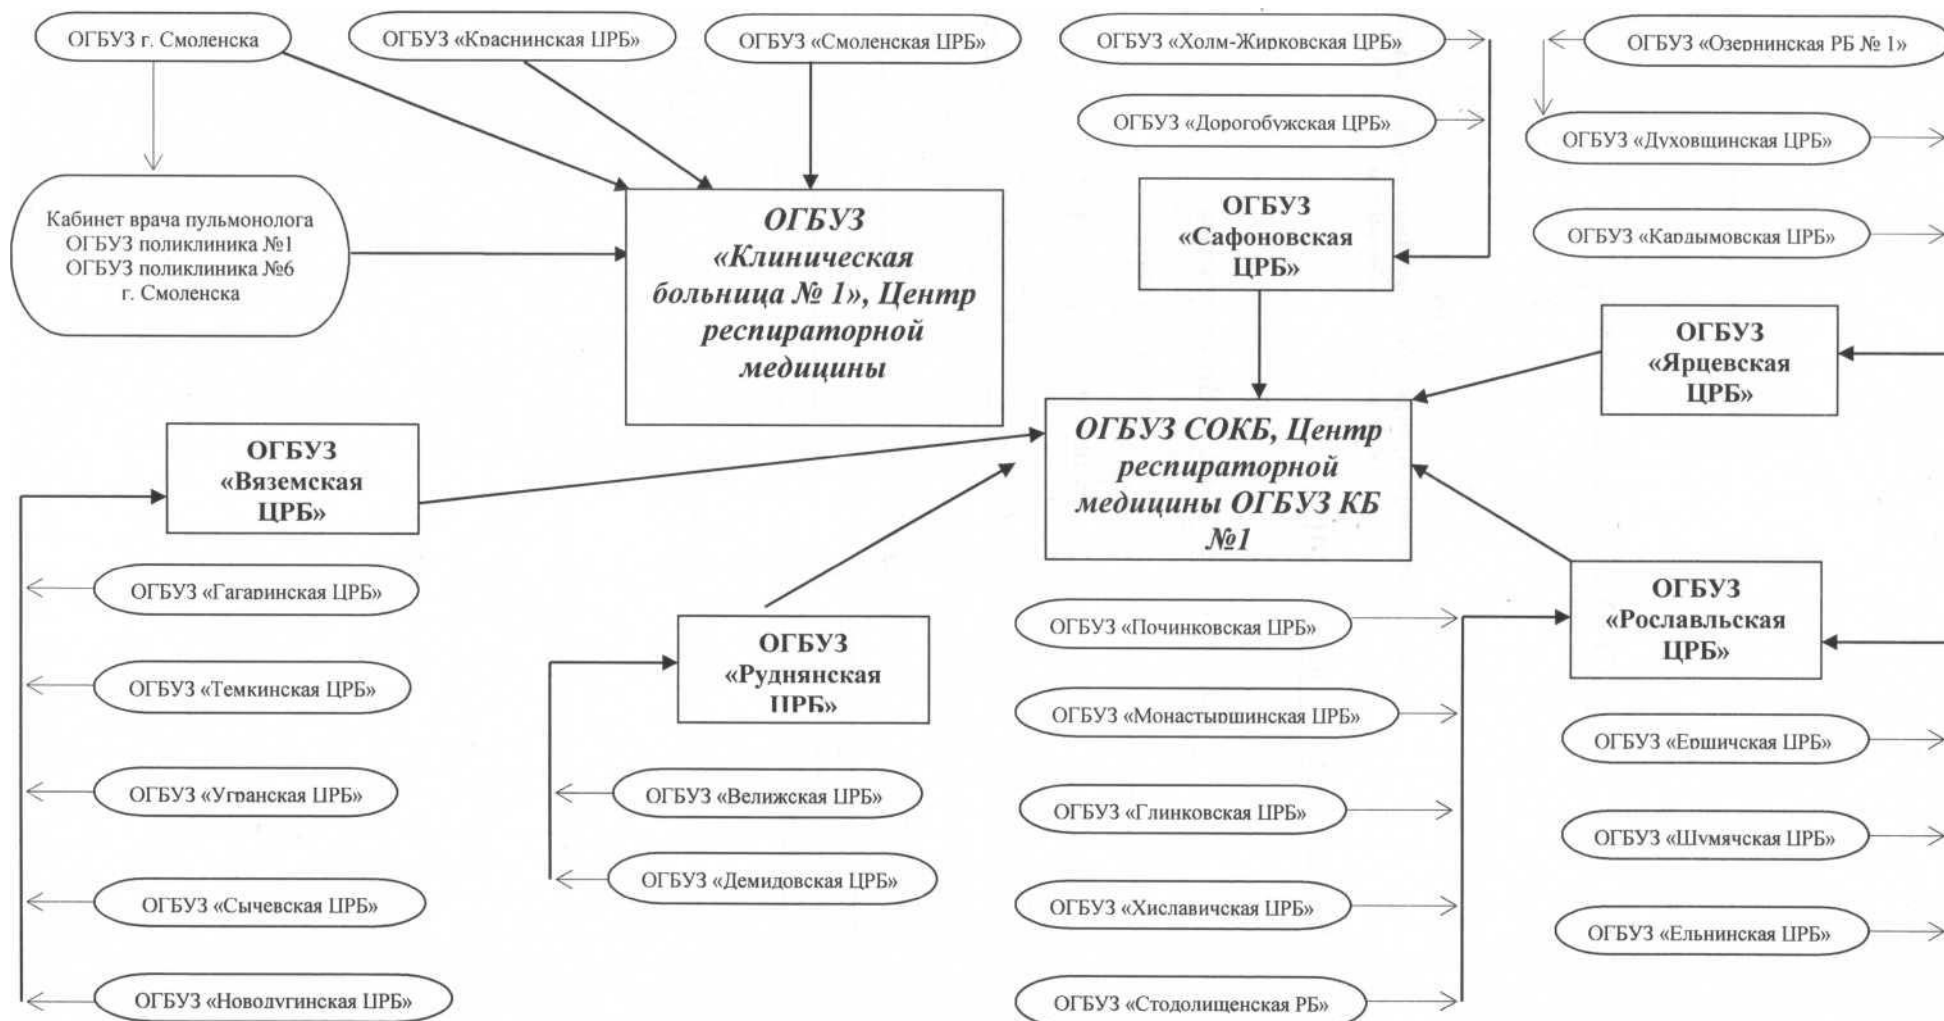 ОГБУЗ г. Смоленска
ОГБУЗ «Краснинская ЦРБ»
ОГБУЗ «Смоленская ЦРБ»
ОГБУЗ «Холм-Жирковская ЦРБ»
ОГБУЗ «Озернинская РБ № 1»
ОГБУЗ «Дорогобужская ЦРБ»
ОГБУЗ «Духовщинская ЦРБ»
Кабинет врача пульмонолога
ОГБУЗ поликлиника №1
ОГБУЗ поликлиника №6
г. Смоленска
ОГБУЗ
«Клиническая
больница № 1», Центр
респираторной
медицины
ОГБУЗ
«Сафоновская
ЦРБ»
ОГБУЗ «Кардымовская ЦРБ»
ОГБУЗ
«Ярцевская
ЦРБ»
ОГБУЗ
«Вяземская
ЦРБ»
ОГБУЗ СОКБ, Центр
респираторной
медицины ОГБУЗ КБ
№1
ОГБУЗ «Гагаринская ЦРБ»
ОГБУЗ «Темкинская ЦРБ»
ОГБУЗ «Угранская ЦРБ»
ОГБУЗ «Сычевская ЦРБ»
ОГБУЗ «Новодугинская ЦРБ»
ОГБУЗ
«Руднянская
ЦРБ»
ОГБУЗ «Велижская ЦРБ»
ОГБУЗ «Демидовская ЦРБ»
ОГБУЗ «Починковская ЦРБ»
ОГБУЗ «Монастыршинская ЦРБ»
ОГБУЗ «Глинковская ЦРБ»
ОГБУЗ «Хиславичская ЦРБ»
ОГБУЗ «Стодолищенская РБ»
ОГБУЗ
«Рославльская
ЦРБ»
ОГБУЗ «Ершичская ЦРБ»
ОГБУЗ «Шумячская ЦРБ»
ОГБУЗ «Ельнинская ЦРБ»